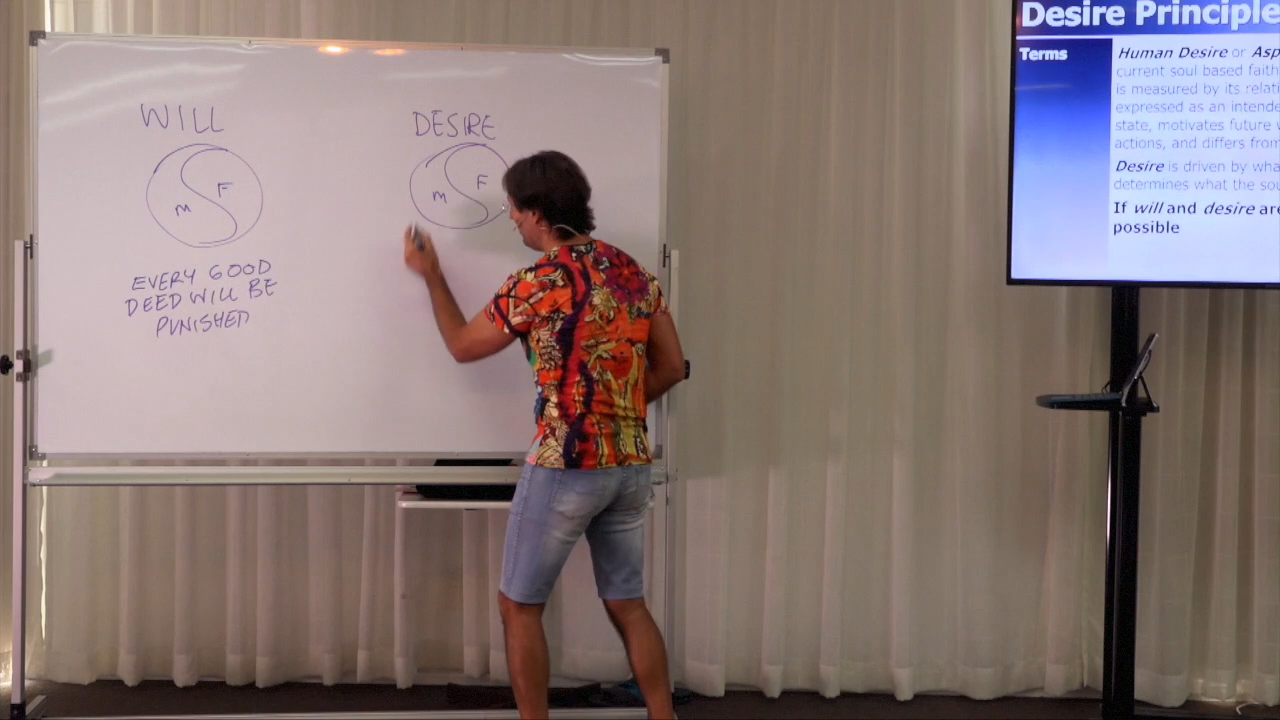 WILL
M F
EVERY GOOD
DEED WILL BE
PUNISHED
DESIRE
M F
Desire Principle
Terms
Human Desire or Asp
current soul based faith
is measured by its relati
expressed as an intende
state, motivates future
actions, and differs from
Desire is driven by wha
determines what the sou
If will and desire are
possible